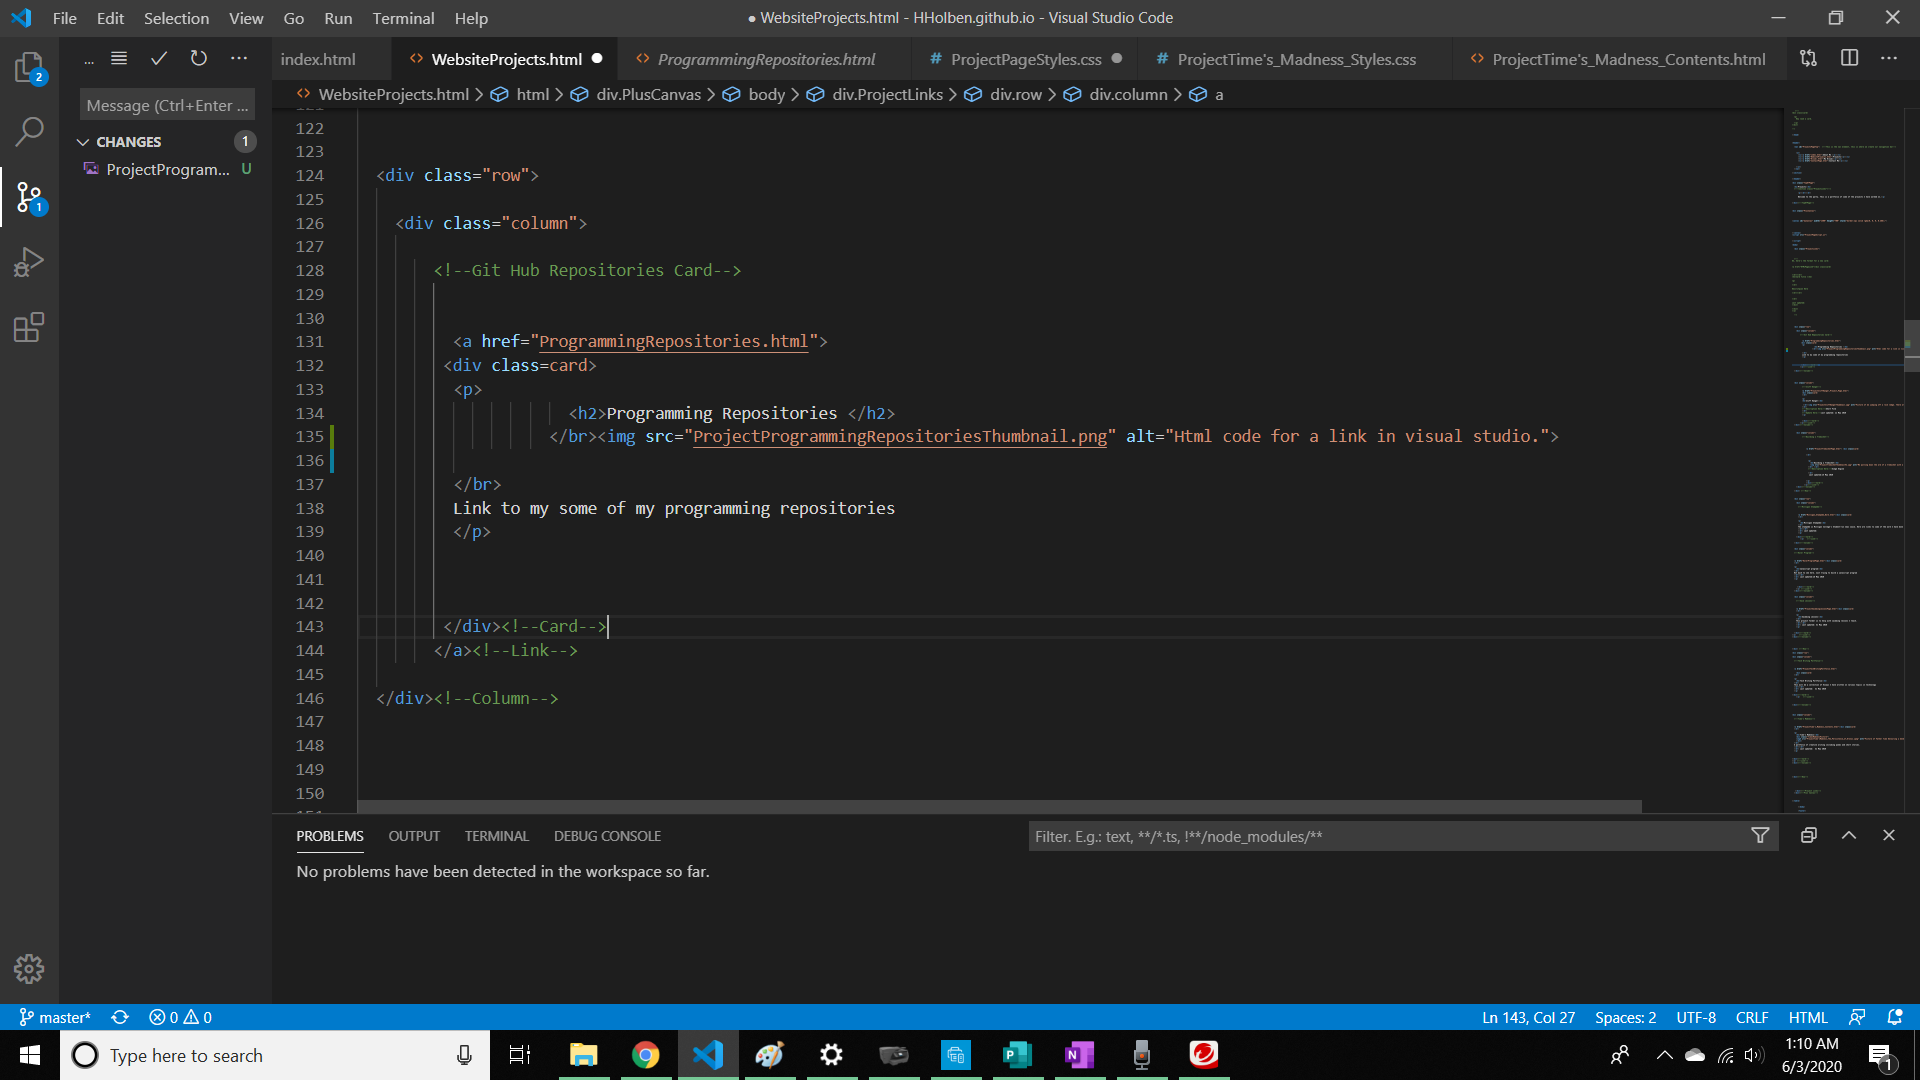 File Edit Selection View Go Run Terminal Help
● WebsiteProjects.html - HHolben.github.io - Visual Studio Code
index.html
WebsiteProjects.html
ProgrammingRepositories.html
ProjectPageStyles.css
ProjectTime's_Madness_Styles.css
ProjectTime's_Madness_Contents.html
WebsiteProjects.html > html > div.PlusCanvas > body > div.ProjectLinks > div.row > div.column > a
2
Message (Ctrl+Enter ...
CHANGES 1
ProjectProgram... U
1
122
123
124 <div class="row">
125
126 <div class="column">
127
128 <!--Git Hub Repositories Card-->
129
130
131 <a href="ProgrammingRepositories.html">
132 <div class=card>
133 <p>
134 <h2>Programming Repositories </h2>
135 </br><img src="ProjectProgrammingRepositoriesThumbnail.png" alt="Html code for a link in visual studio.">
136
137 </br>
138 Link to my some of my programming repositories
139 </p>
140
141
142
143 </div><!--Card-->
144 </a><!--Link-->
145
146 </div><!--Column-->
147
148
149
150
PROBLEMS OUTPUT TERMINAL DEBUG CONSOLE
Filter. E.g.: text, **/*.ts, !**/node_modules/**
No problems have been detected in the workspace so far.
master* 0 0
Ln 143, Col 27 Spaces: 2 UTF-8 CRLF HTML
Type here to search
1:10 AM
6/3/2020
1